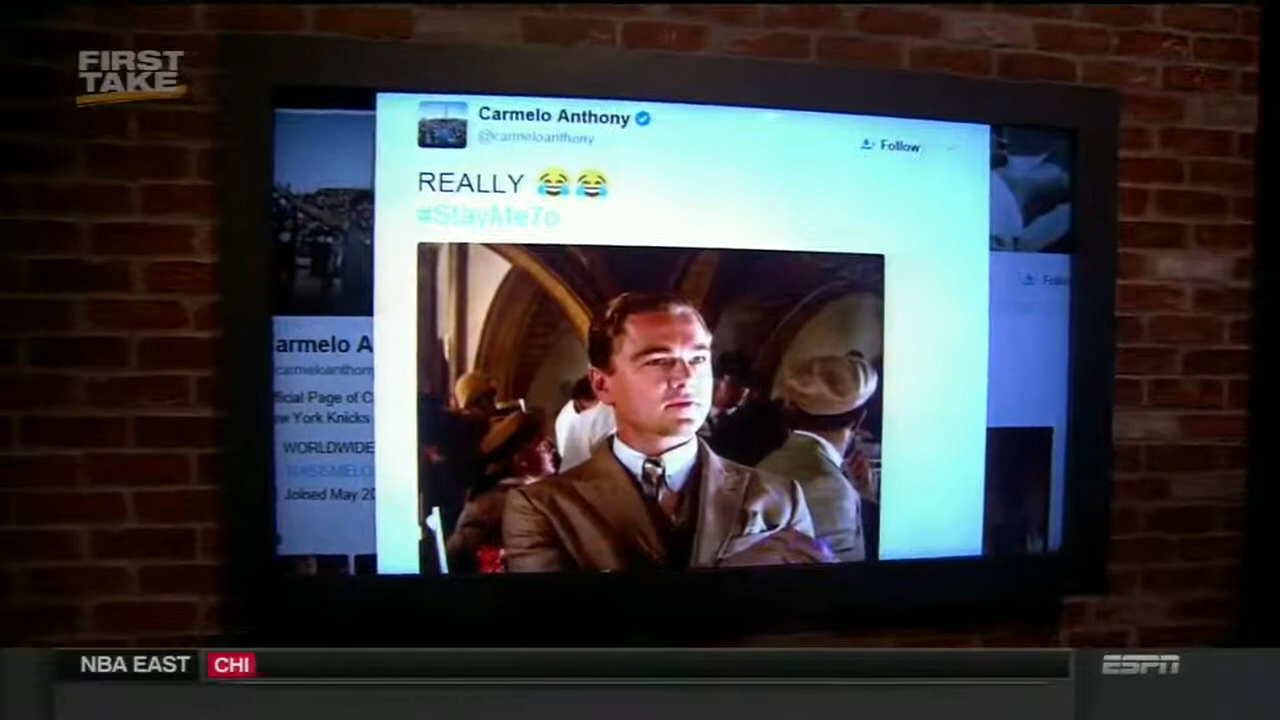 FIRST
TAKE
Carmelo Anthony
@carmeloanthony
Follow
REALLY 😂😂
#StayMe7o
armelo A
carmeloanthon
fficial Page of C
ew York Knicks
WORLDWIDE
Joined May 20
NBA EAST
CHI
ESPN